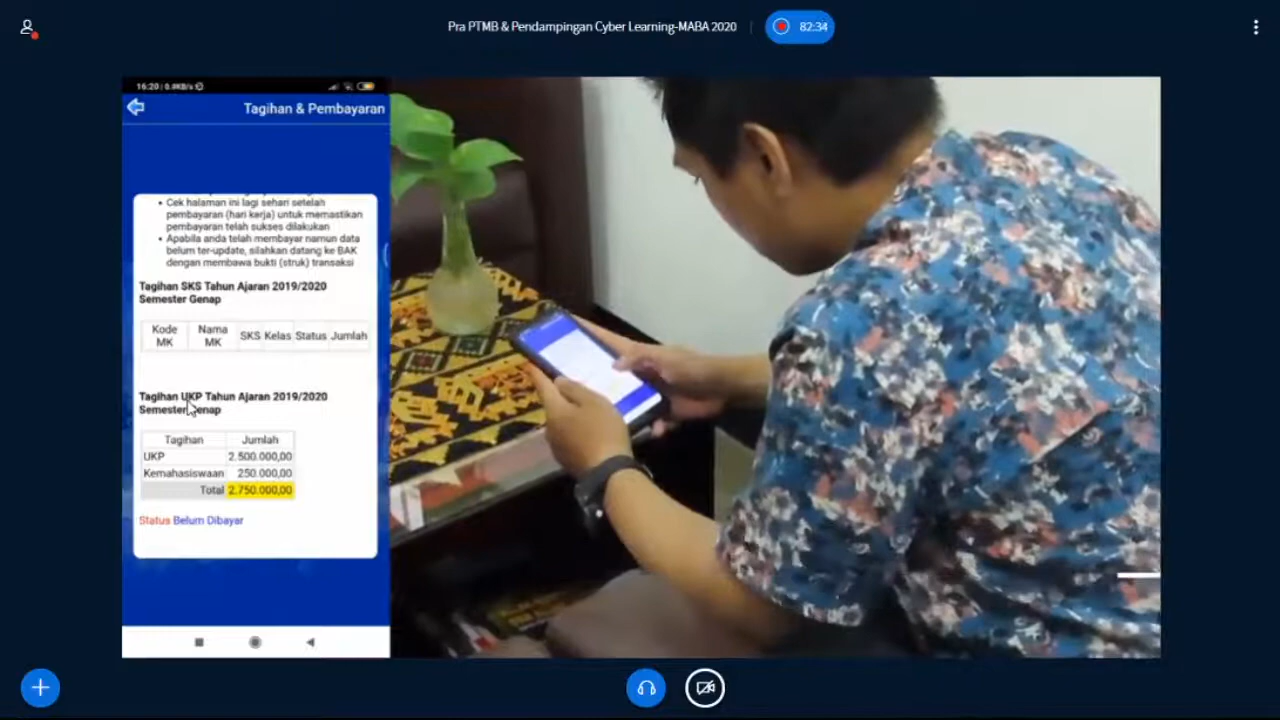 Pra PTMB & Pendampingan Cyber Learning-MABA 2020
82:34
16:20 | 0.8KB/s
Tagihan & Pembayaran
• Cek halaman ini lagi sehari setelah
pembayaran (hari kerja) untuk memastikan
pembayaran telah sukses dilakukan
• Apabila anda telah membayar namun data
belum ter-update, silahkan datang ke BAK
dengan membawa bukti (struk) transaksi
Tagihan SKS Tahun Ajaran 2019/2020
Semester Genap
Kode MK Nama MK SKS Kelas Status Jumlah
Tagihan UKP Tahun Ajaran 2019/2020
Semester Genap
Tagihan Jumlah
UKP 2.500.000,00
Kemahasiswaan 250.000,00
Total 2.750.000,00
Status Belum Dibayar